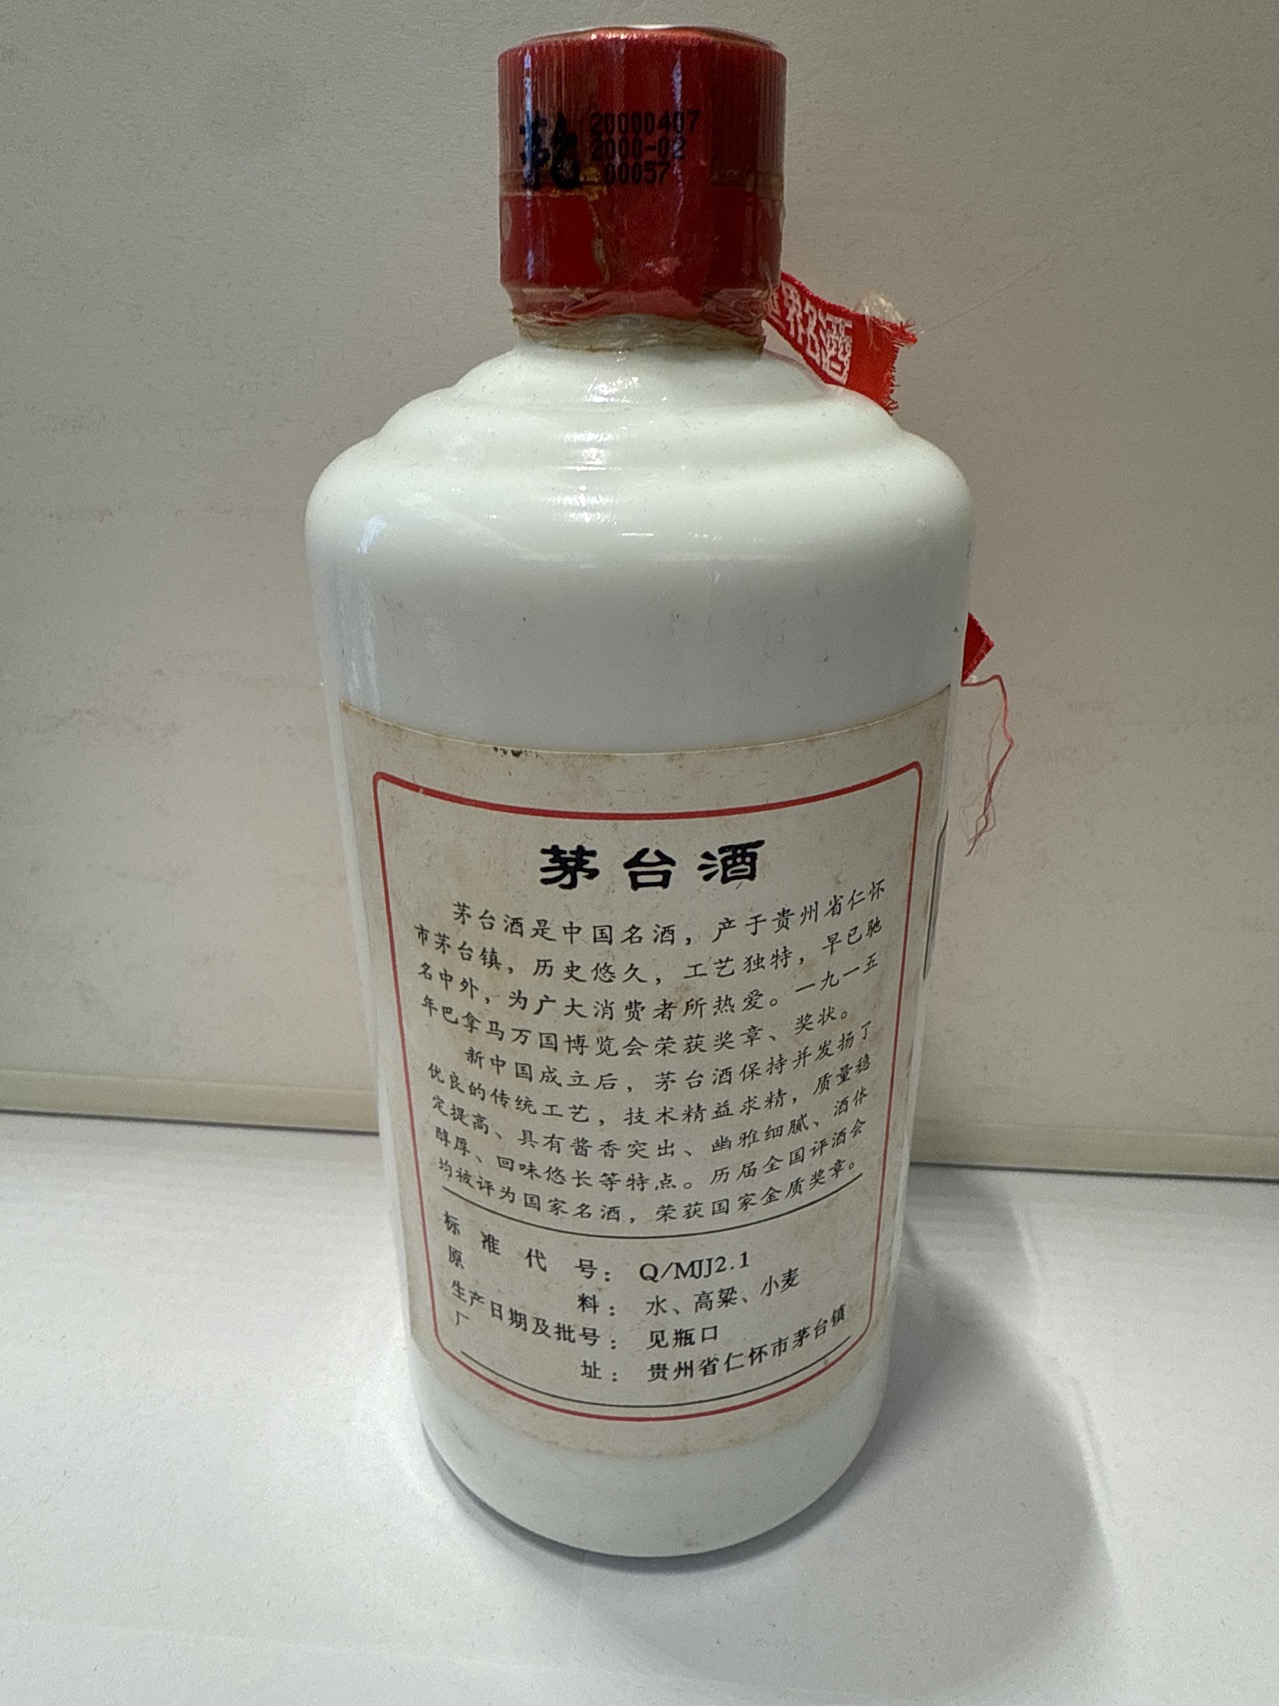 茅台
20000407
2000-02
00057
世界名酒
茅台酒
茅台酒是中国名酒，产于贵州省仁怀
市茅台镇，历史悠久，工艺独特，早已驰
名中外，为广大消费者所热爱。一九一五
年巴拿马万国博览会荣获奖章、奖状。
新中国成立后，茅台酒保持并发扬了
优良的传统工艺，技术精益求精，质量稳
定提高、具有酱香突出、幽雅细腻、酒体
醇厚、回味悠长等特点。历届全国评酒会
均被评为国家名酒，荣获国家金质奖章。
标准代号：Q/MJJ2.1
原料：水、高粱、小麦
生产日期及批号：见瓶口
厂址：贵州省仁怀市茅台镇